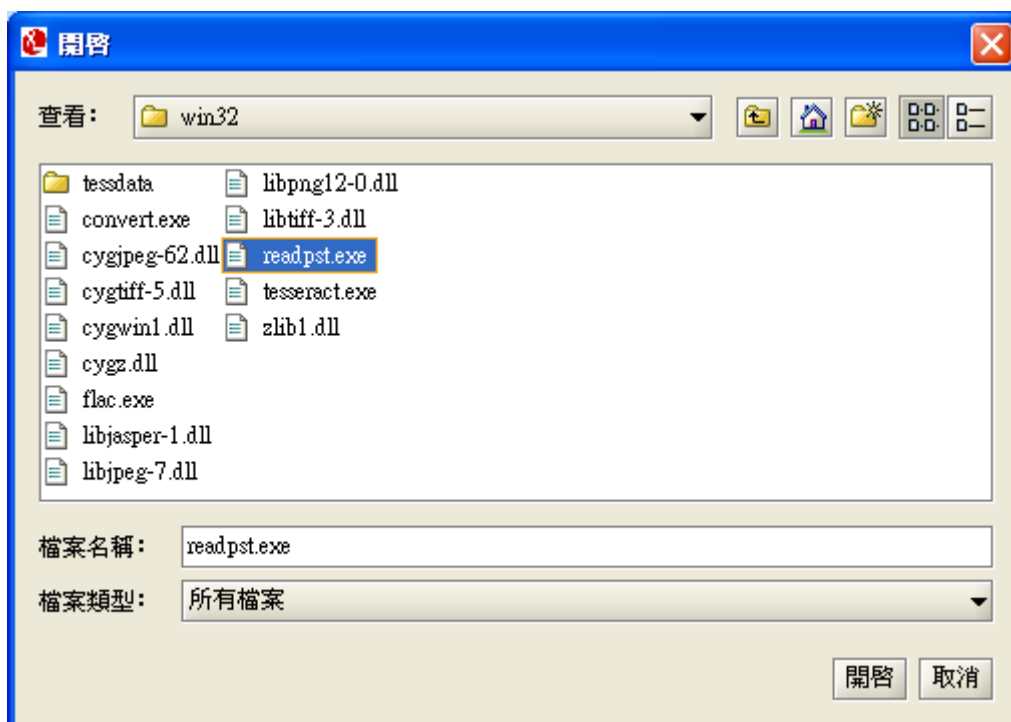 開啓
查看： win32
tessdata
convert.exe
cygjpeg-62.dll
cygtiff-5.dll
cygwin1.dll
cygz.dll
flac.exe
libjasper-1.dll
libjpeg-7.dll
libpng12-0.dll
libtiff-3.dll
readpst.exe
tesseract.exe
zlib1.dll
檔案名稱： readpst.exe
檔案類型： 所有檔案
開啓 取消